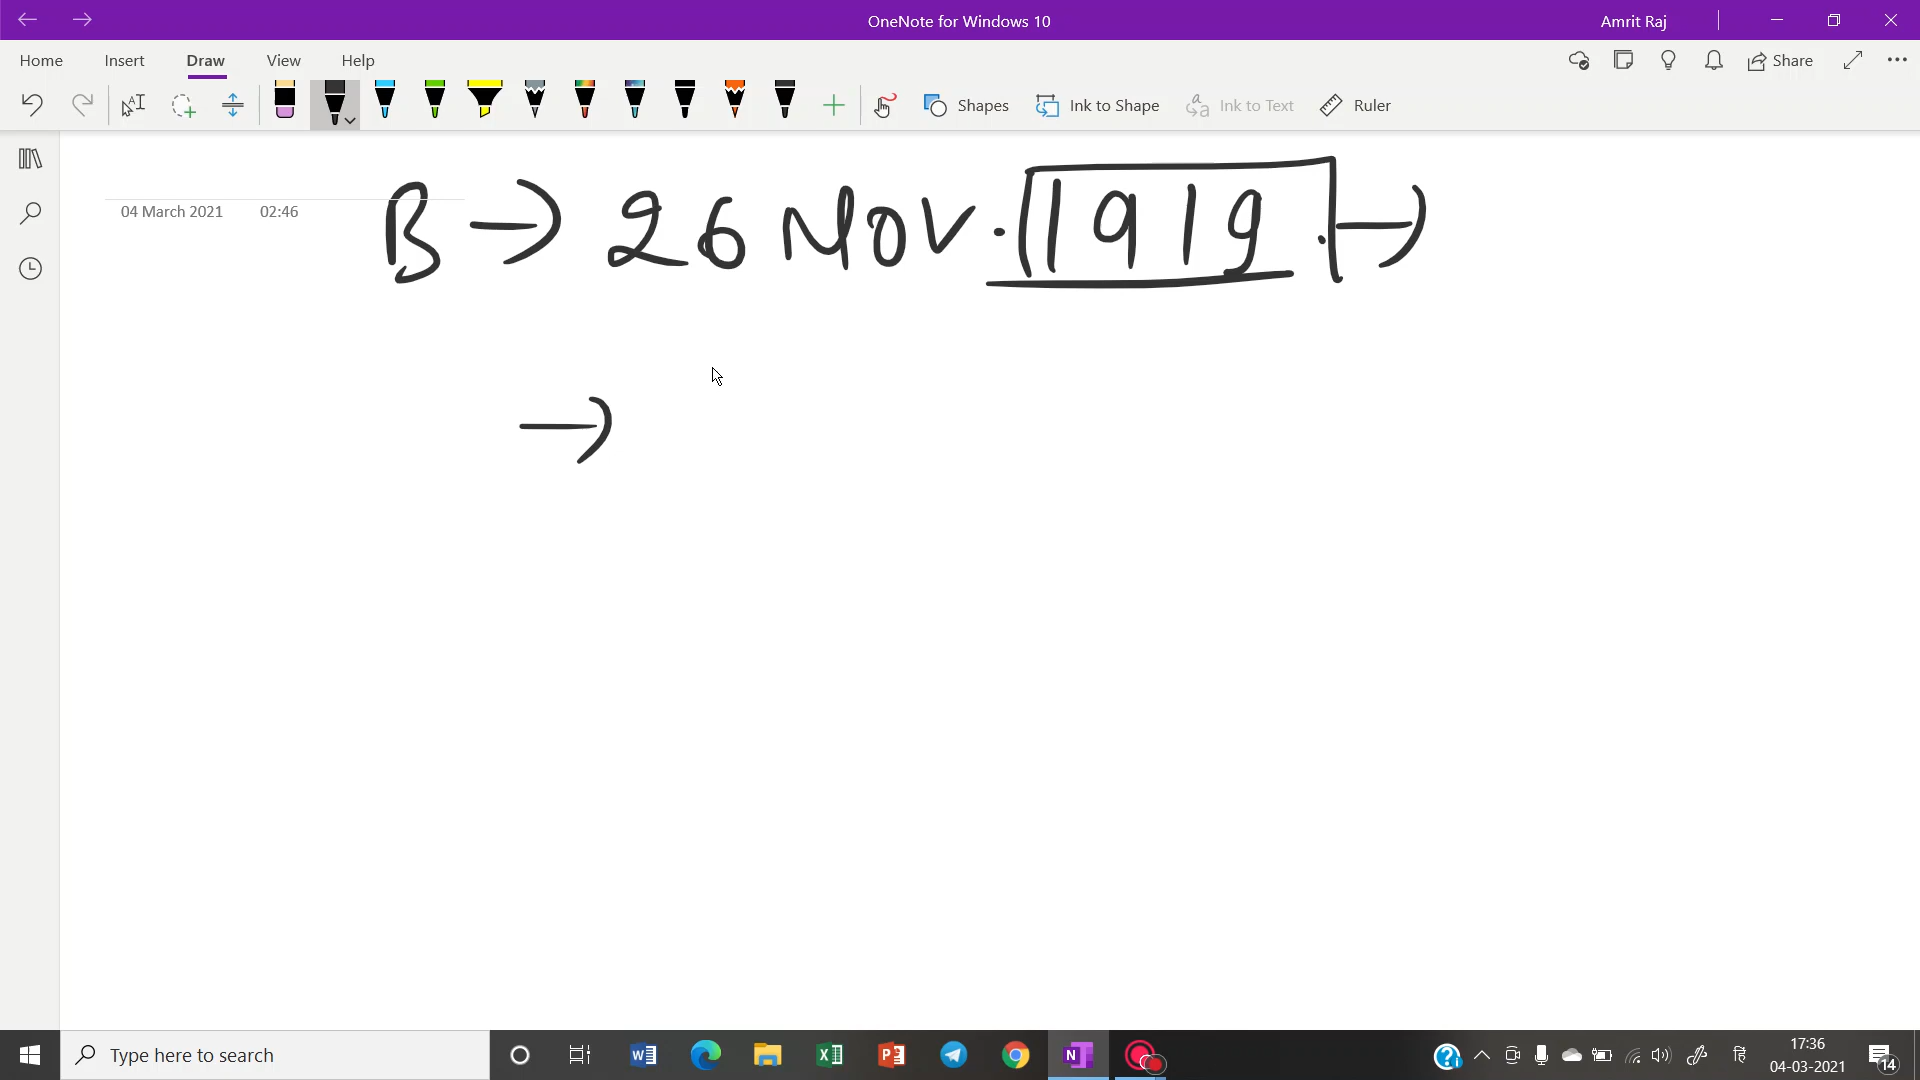 OneNote for Windows 10
Amrit Raj
Home Insert Draw View Help
Share
Shapes Ink to Shape Ink to Text Ruler
04 March 2021 02:46
B → 26 Nov. 1919. →
→
Type here to search
हि
17:36
04-03-2021
14